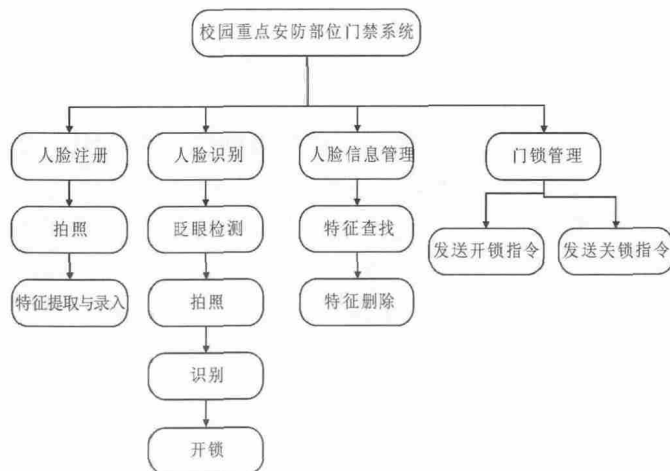 校园重点安防部位门禁系统
人脸注册
人脸识别
人脸信息管理
门锁管理
拍照
眨眼检测
特征查找
发送开锁指令
发送关锁指令
特征提取与录入
拍照
特征删除
识别
开锁